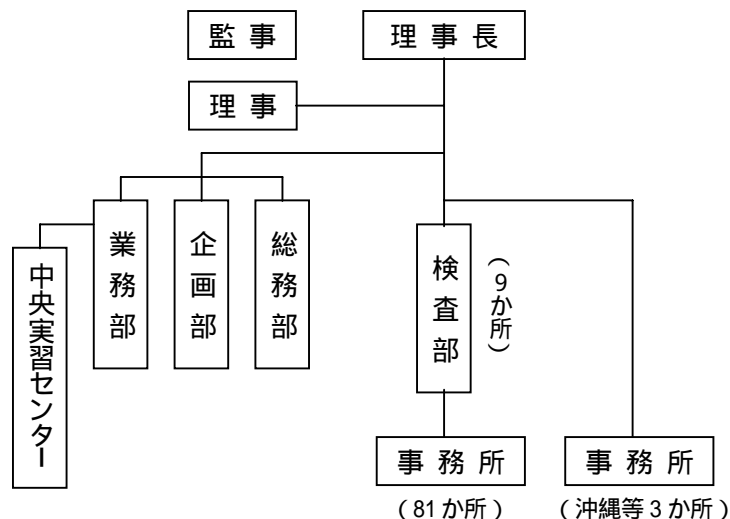 監事
理事長
理事
中央実習センター
業務部
企画部
総務部
検査部
（9か所）
事務所
（81か所）
事務所
（沖縄等3か所）